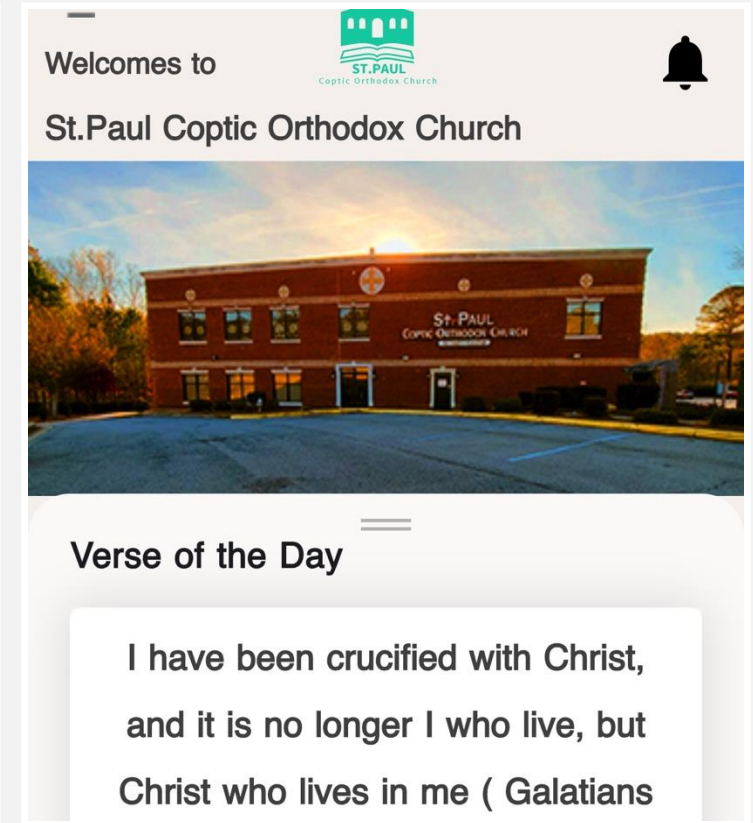 Welcomes to
ST.PAUL
Coptic Orthodox Church
St.Paul Coptic Orthodox Church
St. PAUL
COPTIC ORTHODOX CHURCH
Verse of the Day
I have been crucified with Christ,
and it is no longer I who live, but
Christ who lives in me ( Galatians